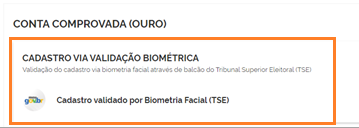 CONTA COMPROVADA (OURO)
CADASTRO VIA VALIDAÇÃO BIOMÉTRICA
Validação do cadastro via biometria facial através de balcão do Tribunal Superior Eleitoral (TSE)
Cadastro validado por Biometria Facial (TSE)